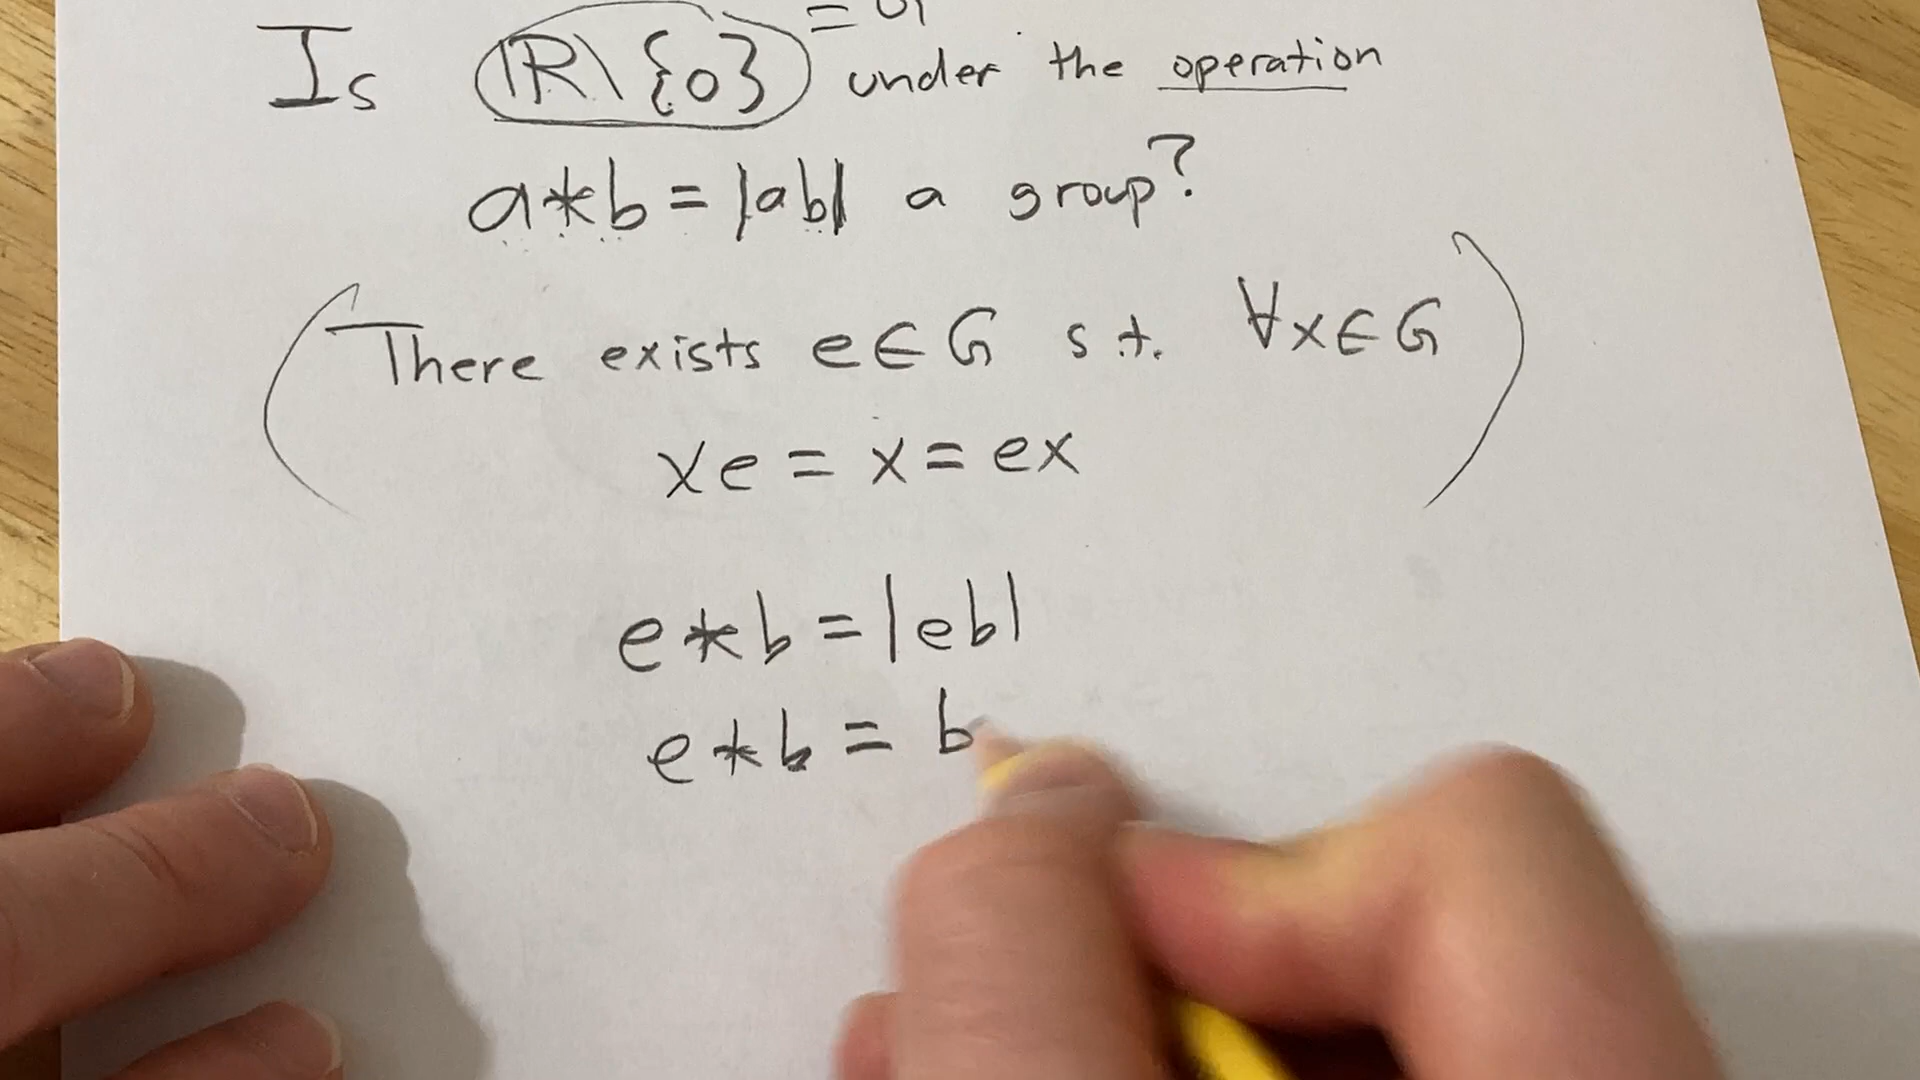 Is ℝ\{0} under the operation
a*b = |ab| a group?
(There exists e∈G s.t. ∀x∈G
xe = x = ex)
e*b = |eb|
e*b = b